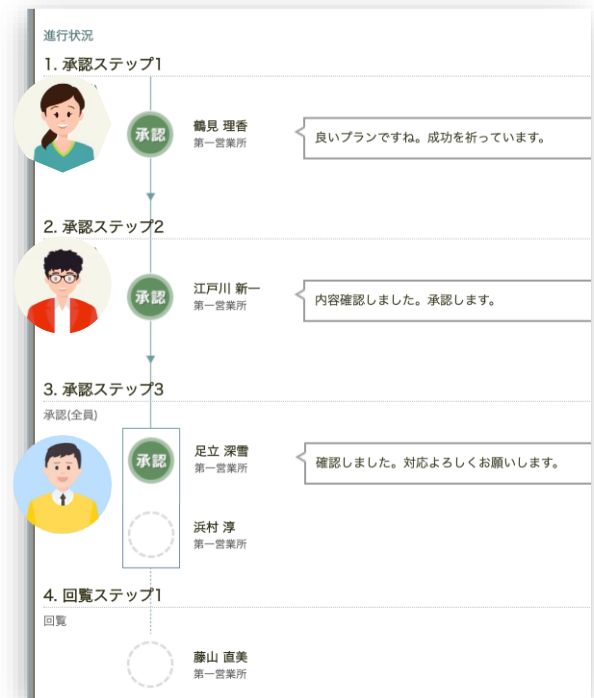 進行状況
1. 承認ステップ1
承認
鶴見 理香
第一営業所
良いプランですね。成功を祈っています。
2. 承認ステップ2
承認
江戸川 新一
第一営業所
内容確認しました。承認します。
3. 承認ステップ3
承認(全員)
承認
足立 深雪
第一営業所
確認しました。対応よろしくお願いします。
浜村 淳
第一営業所
4. 回覧ステップ1
回覧
藤山 直美
第一営業所